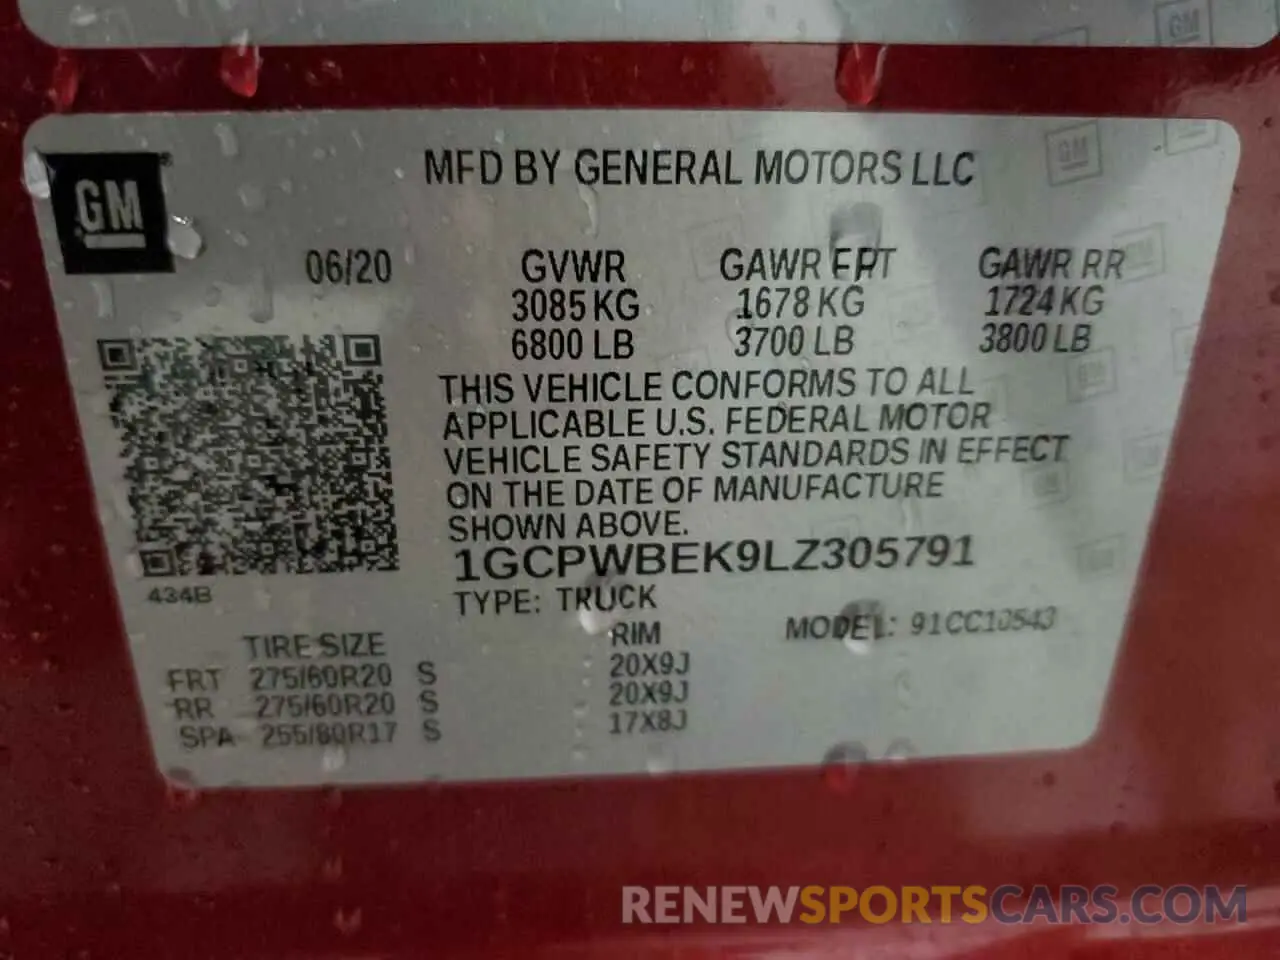 GM
MFD BY GENERAL MOTORS LLC
06/20 GVWR GAWR FRT GAWR RR
3085 KG 1678 KG 1724 KG
6800 LB 3700 LB 3800 LB
THIS VEHICLE CONFORMS TO ALL
APPLICABLE U.S. FEDERAL MOTOR
VEHICLE SAFETY STANDARDS IN EFFECT
ON THE DATE OF MANUFACTURE
SHOWN ABOVE.
1GCPWBEK9LZ305791
434B
TYPE: TRUCK
MODEL: 91CC10543
TIRE SIZE RIM
FRT 275/60R20 S 20X9J
RR 275/60R20 S 20X9J
SPA 255/80R17 S 17X8J
RENEWSPORTSCARS.COM